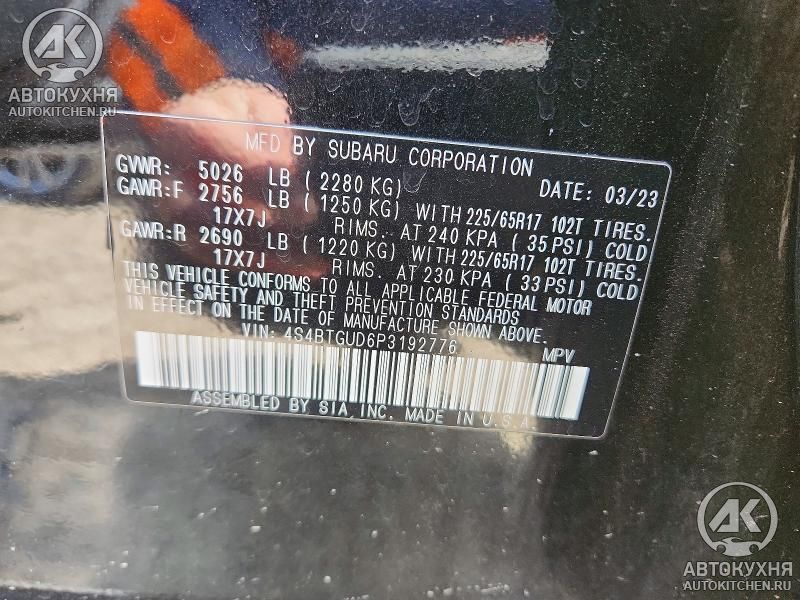 АК
АВТОКУХНЯ
AUTOKITCHEN.RU
MFD BY SUBARU CORPORATION
GVWR: 5026 LB ( 2280 KG) DATE: 03/23
GAWR:F 2756 LB ( 1250 KG) WITH 225/65R17 102T TIRES.
17X7J RIMS. AT 240 KPA ( 35 PSI) COLD
GAWR:R 2690 LB ( 1220 KG) WITH 225/65R17 102T TIRES.
17X7J RIMS. AT 230 KPA ( 33 PSI) COLD
THIS VEHICLE CONFORMS TO ALL APPLICABLE FEDERAL MOTOR
VEHICLE SAFETY AND THEFT PREVENTION STANDARDS
IN EFFECT ON THE DATE OF MANUFACTURE SHOWN ABOVE.
VIN: 4S4BTGUD6P3192776 MPV
ASSEMBLED BY SIA, INC. MADE IN U.S.A.
АК
АВТОКУХНЯ
AUTOKITCHEN.RU